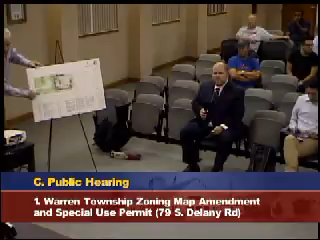 C. Public Hearing
1. Warren Township Zoning Map Amendment
and Special Use Permit (79 S. Delany Rd)